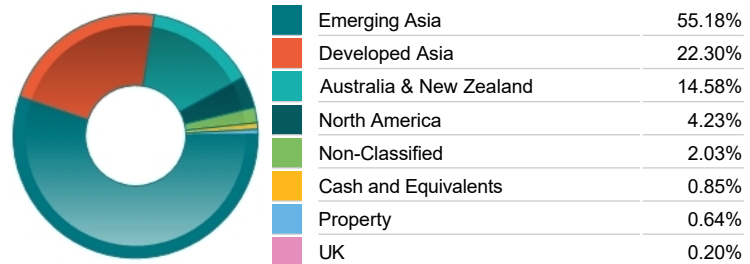 Emerging Asia 55.18%
Developed Asia 22.30%
Australia & New Zealand 14.58%
North America 4.23%
Non-Classified 2.03%
Cash and Equivalents 0.85%
Property 0.64%
UK 0.20%